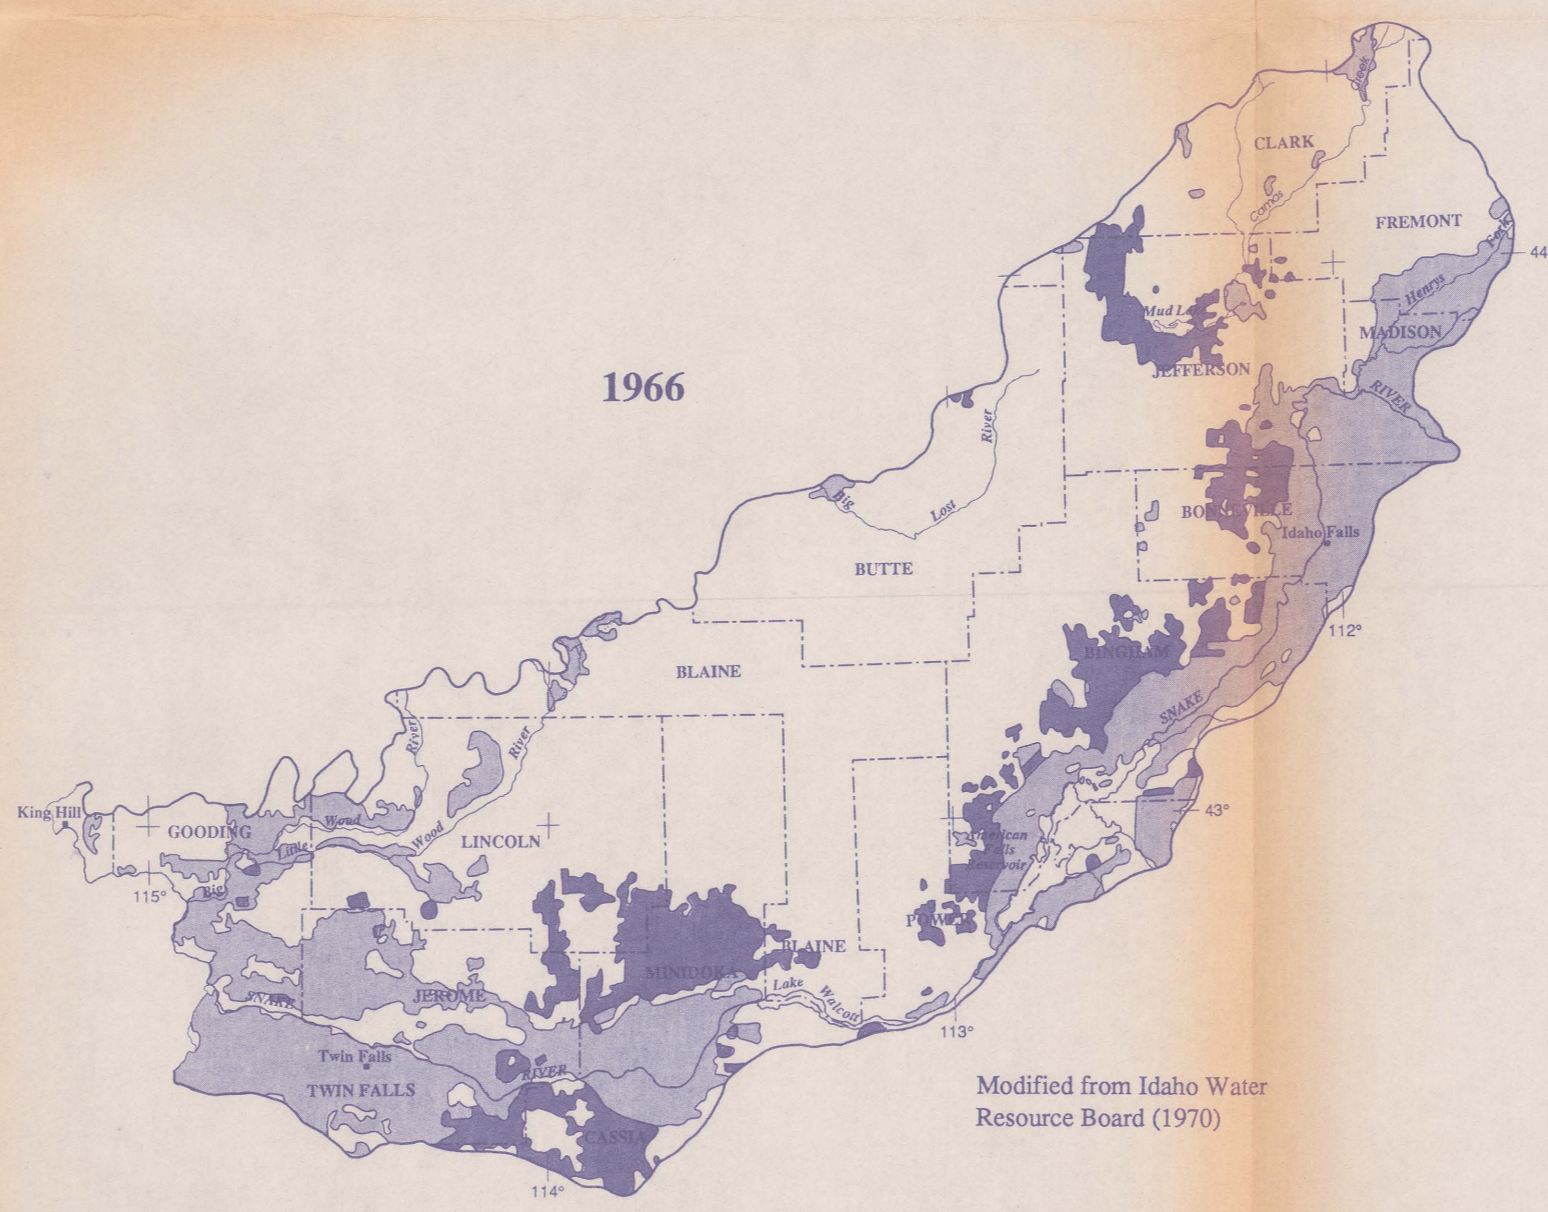 Creek
CLARK
Camas
FREMONT
Fork
44
Henrys
Mud Lake
MADISON
JEFFERSON
1966
RIVER
River
Big
Lost
BONNEVILLE
Idaho Falls
BUTTE
112°
BINGHAM
BLAINE
SNAKE
River
River
King Hill
GOODING
Wood
Little
Wood
LINCOLN
43°
American
Falls
Reservoir
115°
Big
POWER
BLAINE
MINIDOKA
Lake
Walcott
SNAKE
JEROME
113°
Twin Falls
RIVER
TWIN FALLS
CASSIA
114°
Modified from Idaho Water
Resource Board (1970)